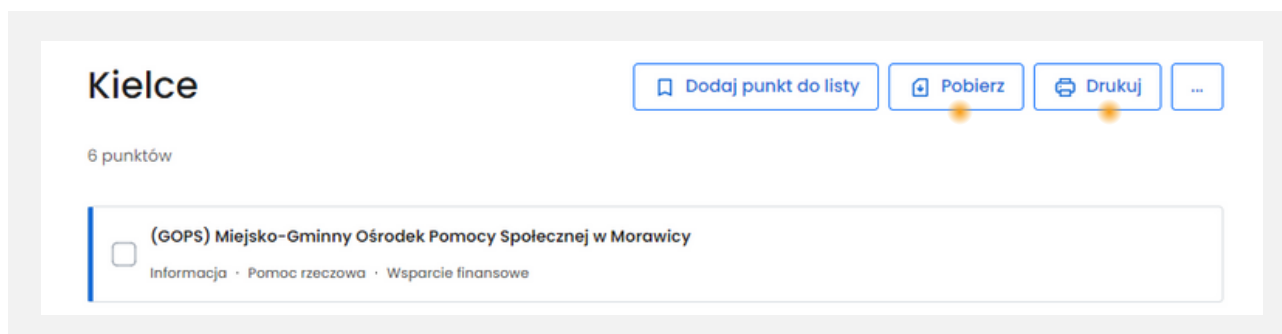 Kielce
Dodaj punkt do listy
Pobierz
Drukuj
...
6 punktów
(GOPS) Miejsko-Gminny Ośrodek Pomocy Społecznej w Morawicy
Informacja · Pomoc rzeczowa · Wsparcie finansowe